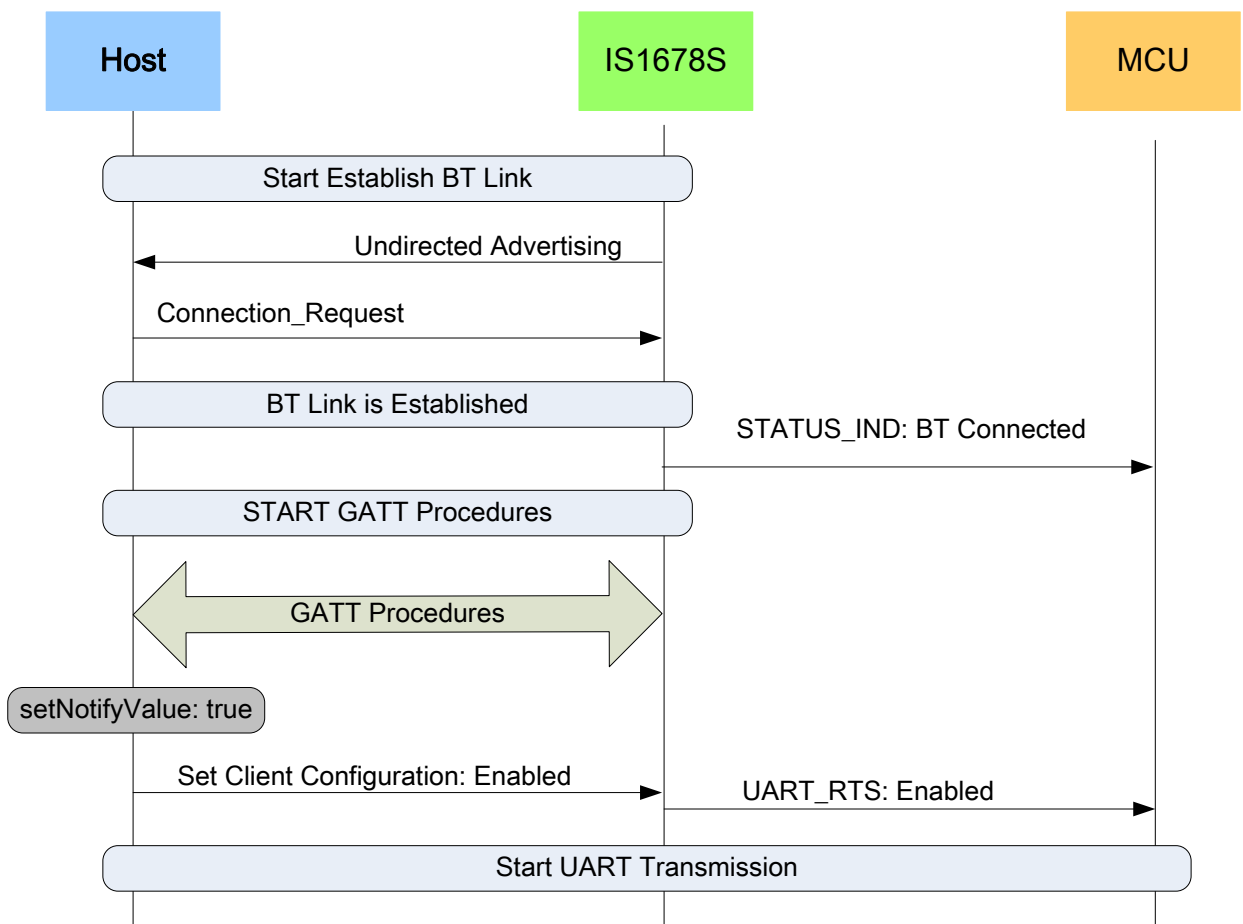 Host
IS1678S
MCU
Start Establish BT Link
Undirected Advertising
Connection_Request
BT Link is Established
STATUS_IND: BT Connected
START GATT Procedures
GATT Procedures
setNotifyValue: true
Set Client Configuration: Enabled
UART_RTS: Enabled
Start UART Transmission